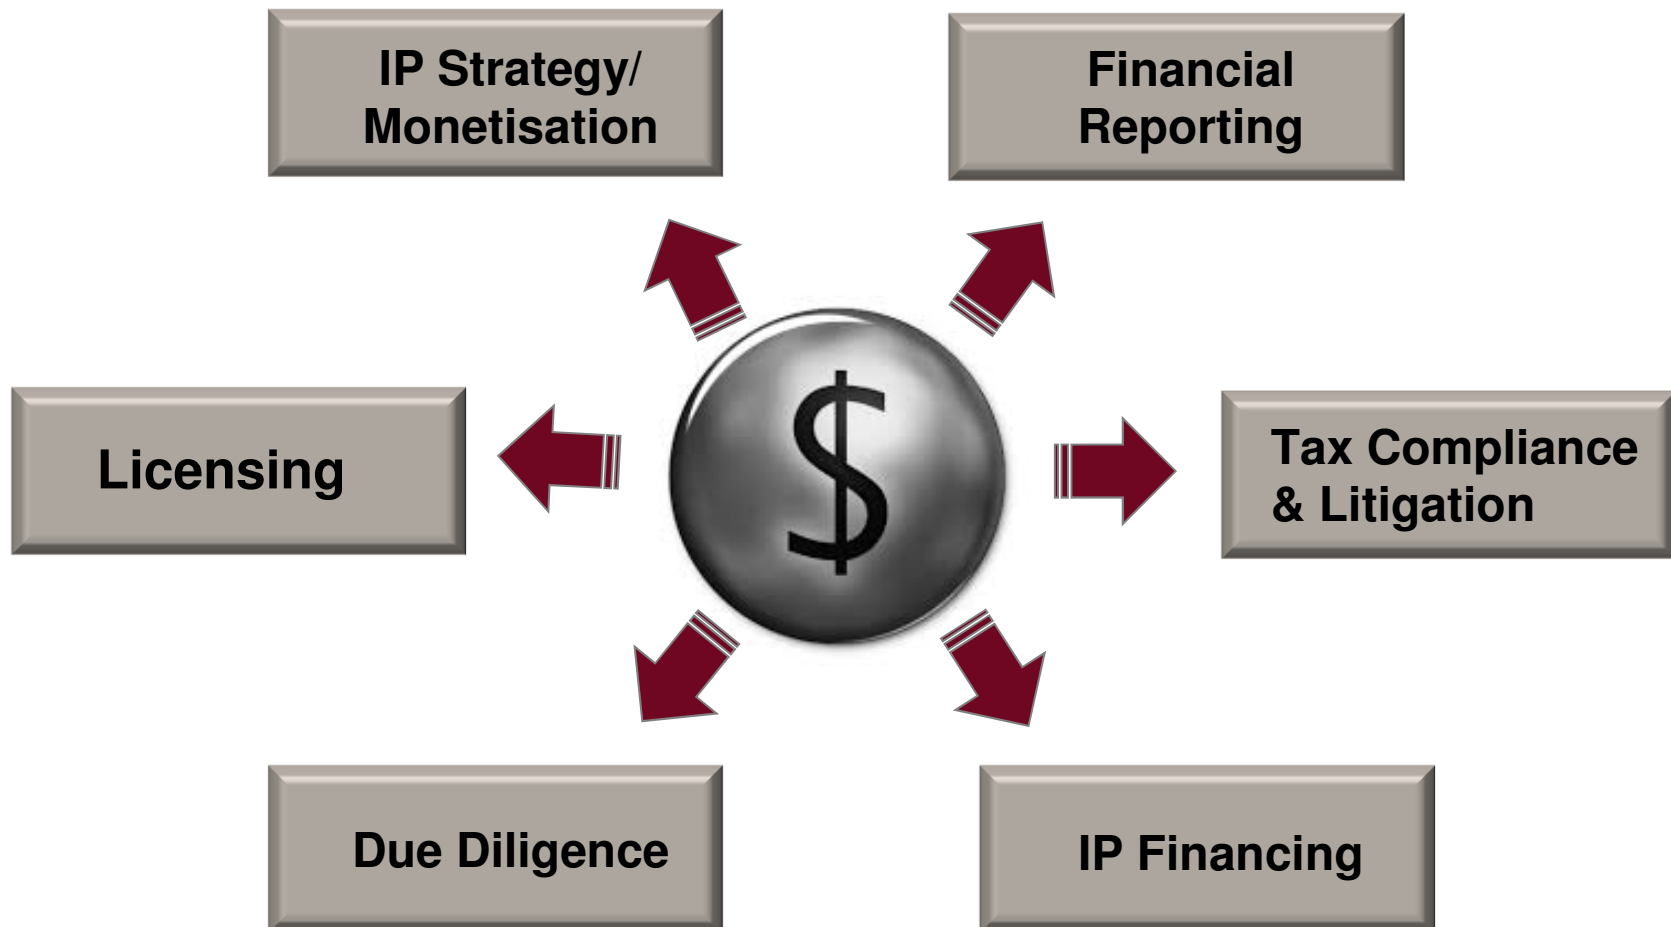 IP Strategy/
Monetisation
Financial
Reporting
Licensing
$
Tax Compliance
& Litigation
Due Diligence
IP Financing